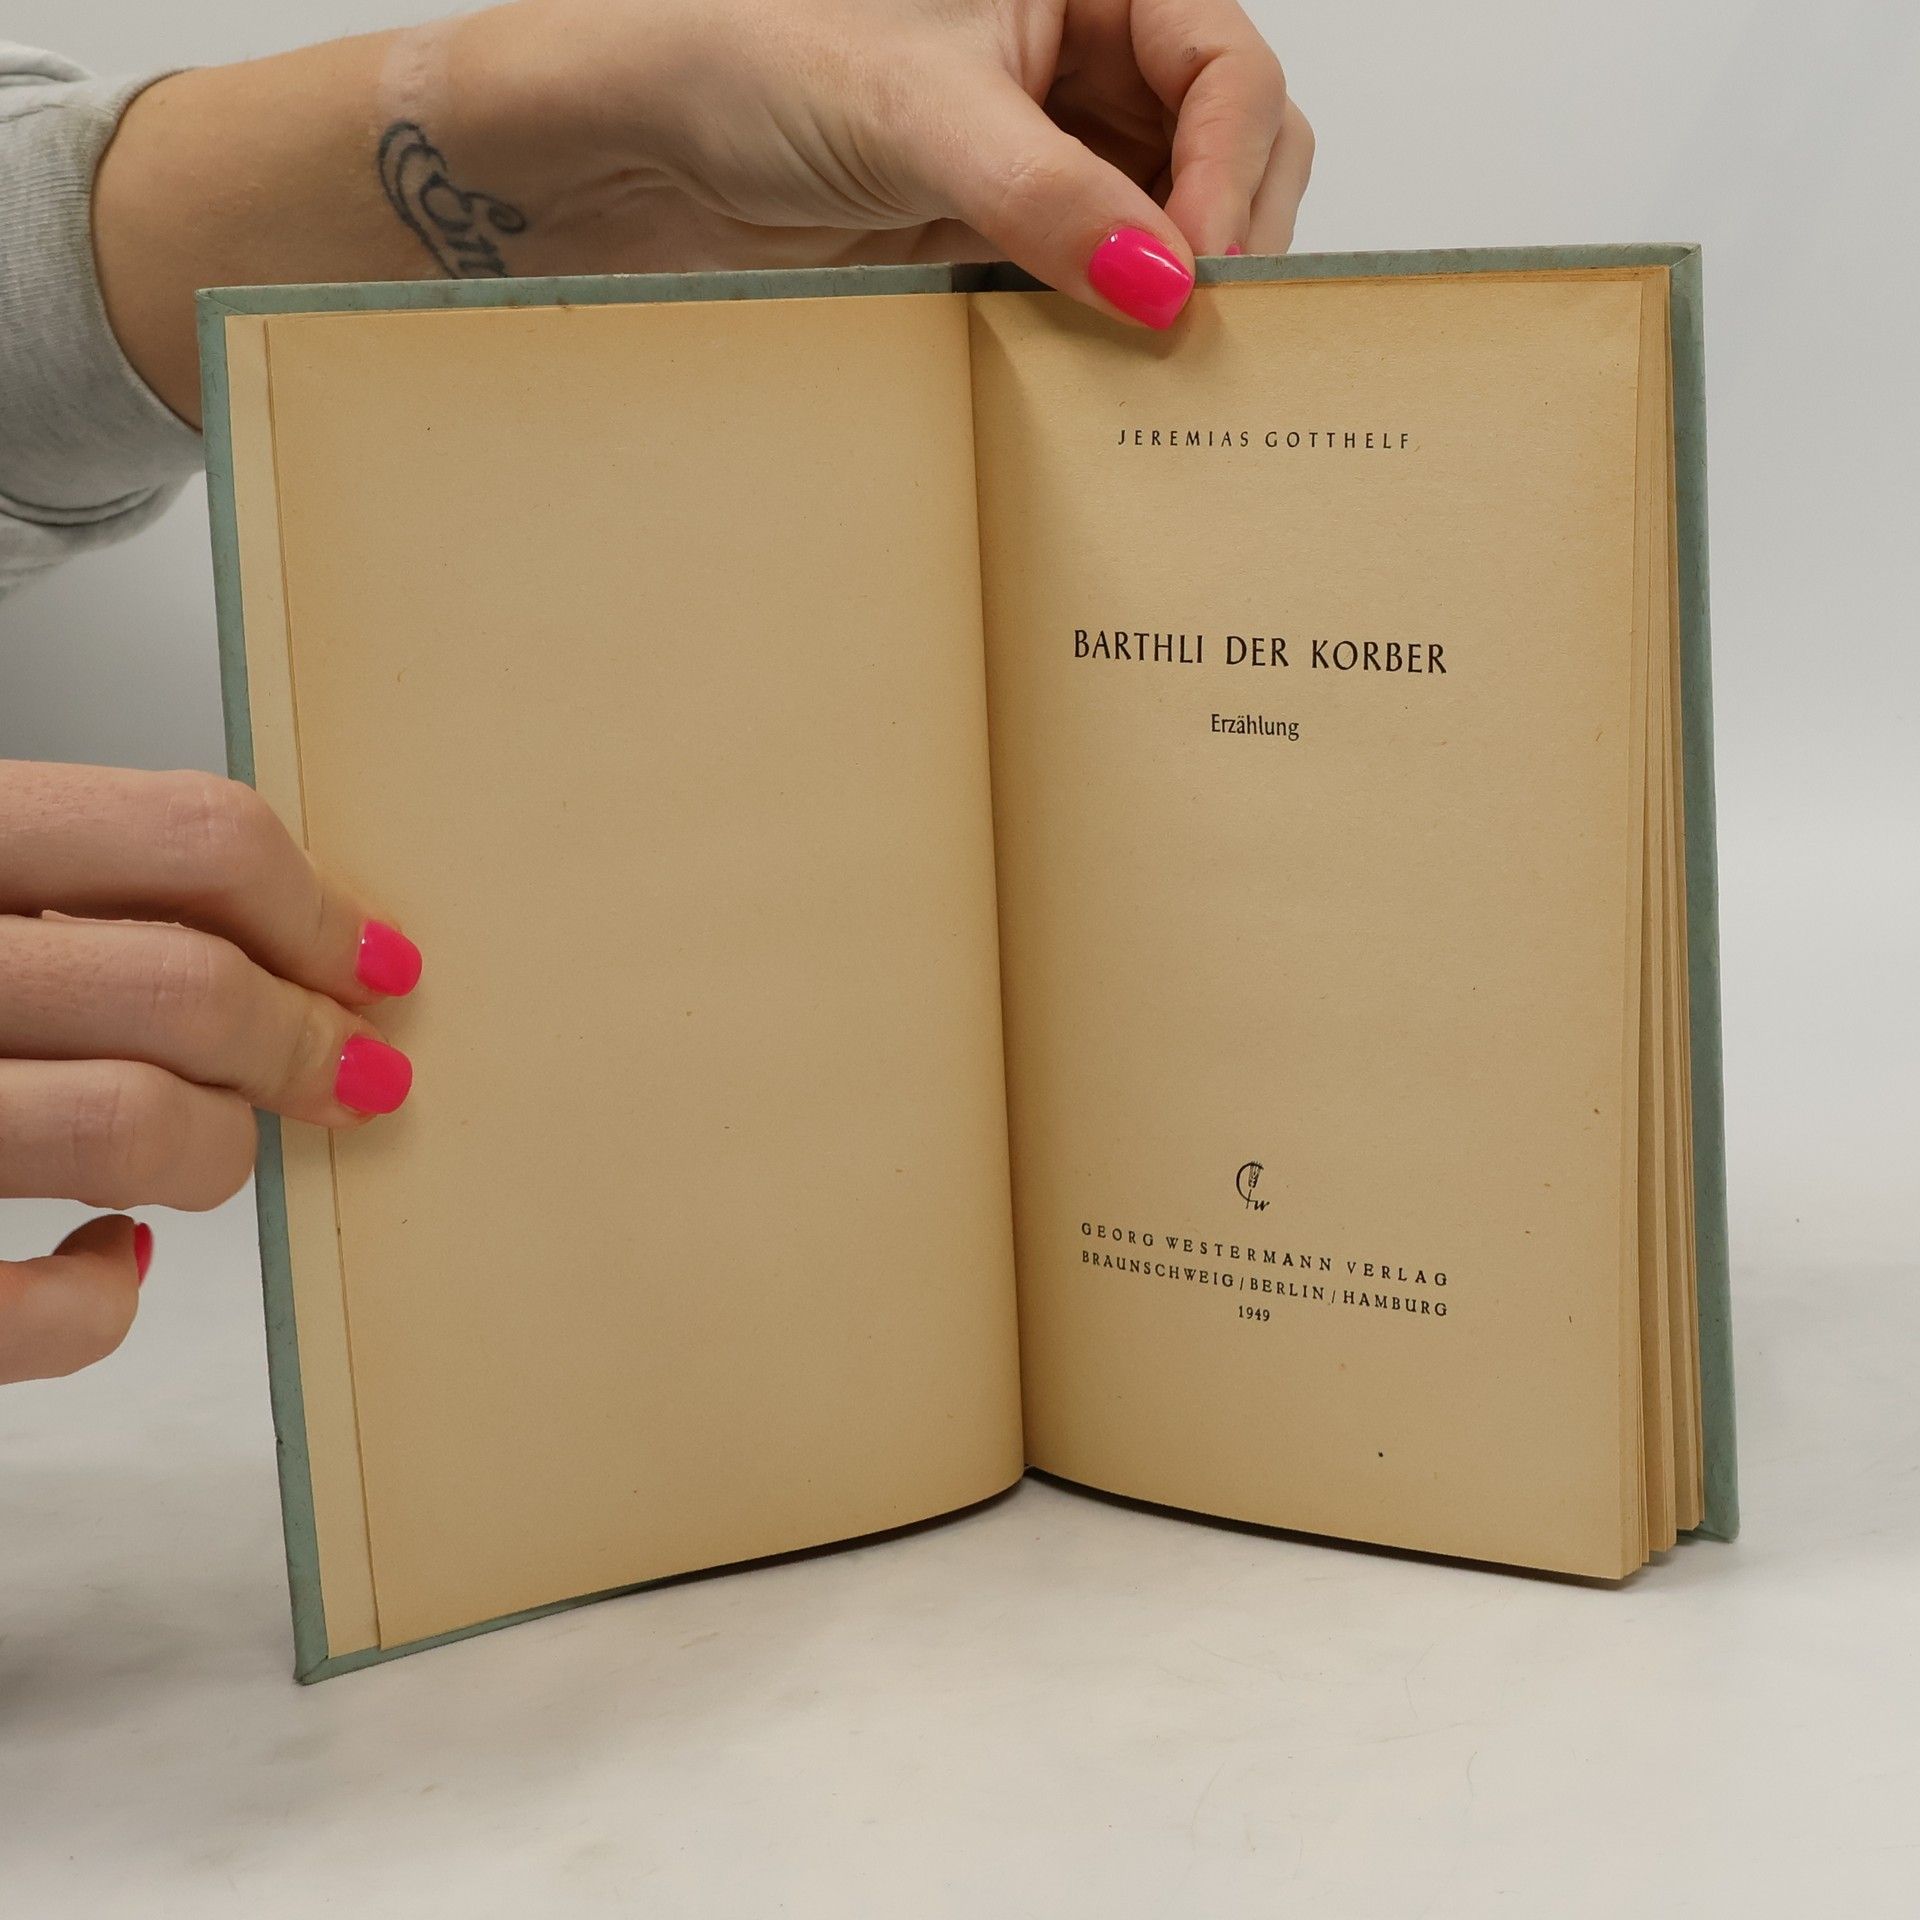 JEREMIAS GOTTHELF
BARTHLI DER KORBER
Erzählung
GEORG WESTERMANN VERLAG
BRAUNSCHWEIG/BERLIN/HAMBURG
1949